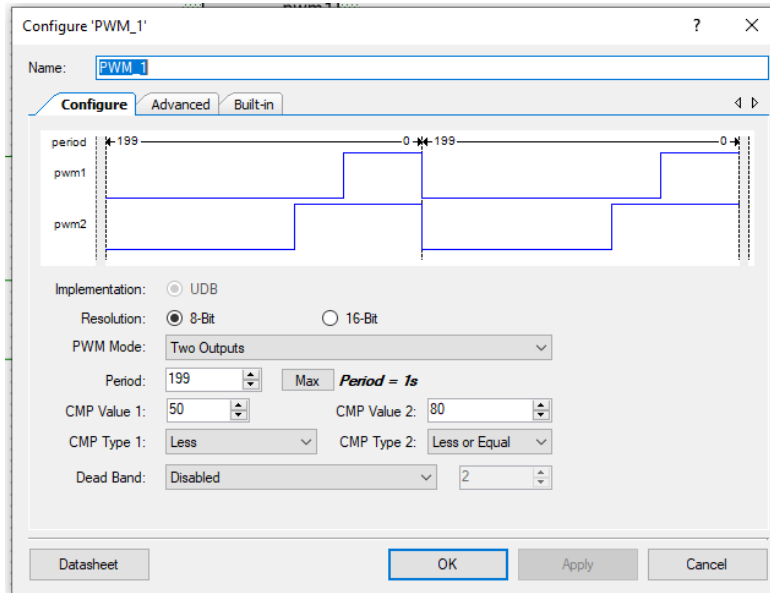 pwm1
Configure 'PWM_1'
?
Name: PWM_1
Configure Advanced Built-in
period 199 0 199 0
pwm1
pwm2
Implementation: UDB
Resolution: 8-Bit 16-Bit
PWM Mode: Two Outputs
Period: 199 Max Period = 1s
CMP Value 1: 50 CMP Value 2: 80
CMP Type 1: Less CMP Type 2: Less or Equal
Dead Band: Disabled 2
Datasheet OK Apply Cancel